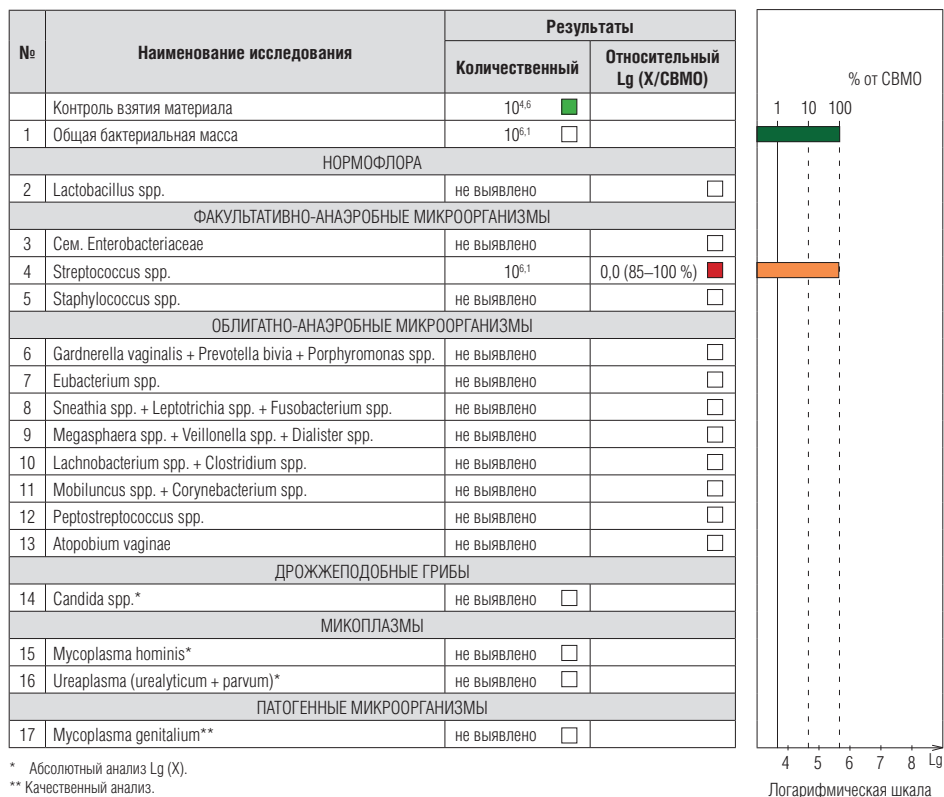 № Наименование исследования Результаты
Количественный Относительный Lg (X/СВМО)
Контроль взятия материала 10^4,6
1 Общая бактериальная масса 10^6,1
НОРМОФЛОРА
2 Lactobacillus spp. не выявлено
ФАКУЛЬТАТИВНО-АНАЭРОБНЫЕ МИКРООРГАНИЗМЫ
3 Сем. Enterobacteriaceae не выявлено
4 Streptococcus spp. 10^6,1 0,0 (85–100 %)
5 Staphylococcus spp. не выявлено
ОБЛИГАТНО-АНАЭРОБНЫЕ МИКРООРГАНИЗМЫ
6 Gardnerella vaginalis + Prevotella bivia + Porphyromonas spp. не выявлено
7 Eubacterium spp. не выявлено
8 Sneathia spp. + Leptotrichia spp. + Fusobacterium spp. не выявлено
9 Megasphaera spp. + Veillonella spp. + Dialister spp. не выявлено
10 Lachnobacterium spp. + Clostridium spp. не выявлено
11 Mobiluncus spp. + Corynebacterium spp. не выявлено
12 Peptostreptococcus spp. не выявлено
13 Atopobium vaginae не выявлено
ДРОЖЖЕПОДОБНЫЕ ГРИБЫ
14 Candida spp.* не выявлено
МИКОПЛАЗМЫ
15 Mycoplasma hominis* не выявлено
16 Ureaplasma (urealyticum + parvum)* не выявлено
ПАТОГЕННЫЕ МИКРООРГАНИЗМЫ
17 Mycoplasma genitalium** не выявлено
* Абсолютный анализ Lg (X).
** Качественный анализ.
% от СВМО
1 10 100
4 5 6 7 8 Lg
Логарифмическая шкала